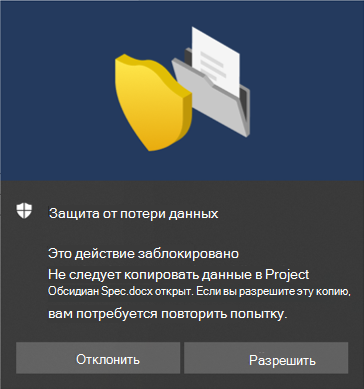 Защита от потери данных
Это действие заблокировано
Не следует копировать данные в Project
Обсидиан Spec.docx открыт. Если вы разрешите эту копию,
вам потребуется повторить попытку.
Отклонить
Разрешить